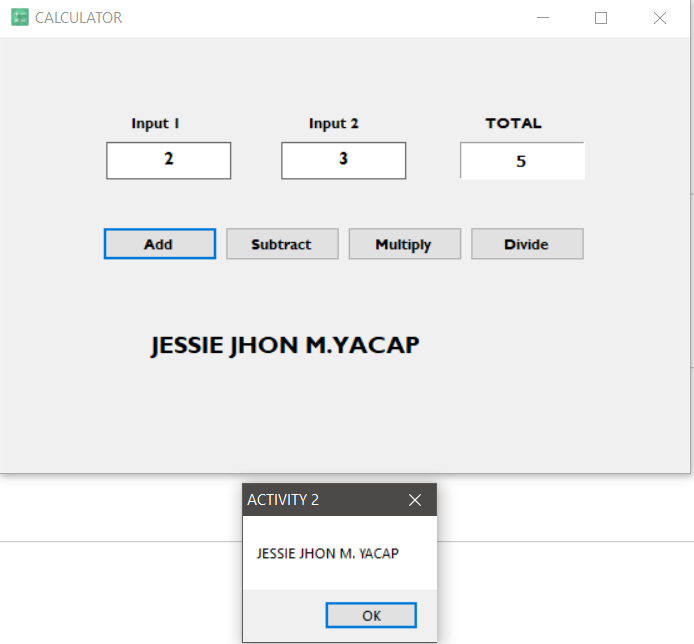 CALCULATOR
Input 1 Input 2 TOTAL
2 3 5
Add Subtract Multiply Divide
JESSIE JHON M.YACAP
ACTIVITY 2
JESSIE JHON M. YACAP
OK